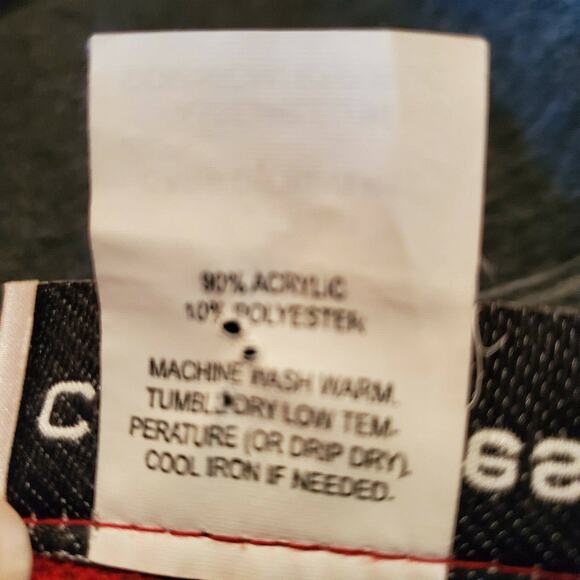 90% ACRYLIC
10% POLYESTER
MACHINE WASH WARM.
TUMBLE DRY LOW TEM-
PERATURE (OR DRIP DRY).
COOL IRON IF NEEDED.
C